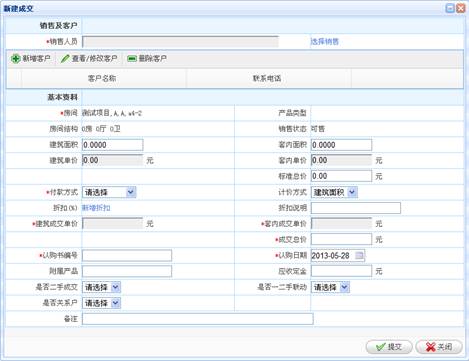 新建成交
销售及客户
*销售人员 选择销售
新增客户 查看/修改客户 删除客户
客户名称 联系电话
基本资料
*房间 测试项目,A,A,a4-2 产品类型
房间结构 0房 0厅 0卫 销售状态 可售
建筑面积 0.0000 套内面积 0.0000
建筑单价 0.00 元 套内单价 0.00 元
标准总价 0.00 元
*付款方式 请选择 *计价方式 建筑面积
折扣(%) 新增折扣 折扣说明
*建筑成交单价 元 *套内成交单价 元
*成交总价 元
*认购书编号 *认购日期 2013-05-28
附属产品 应收定金 元
是否二手成交 请选择 是否一二手联动 请选择
是否关系户 请选择
备注
提交 关闭